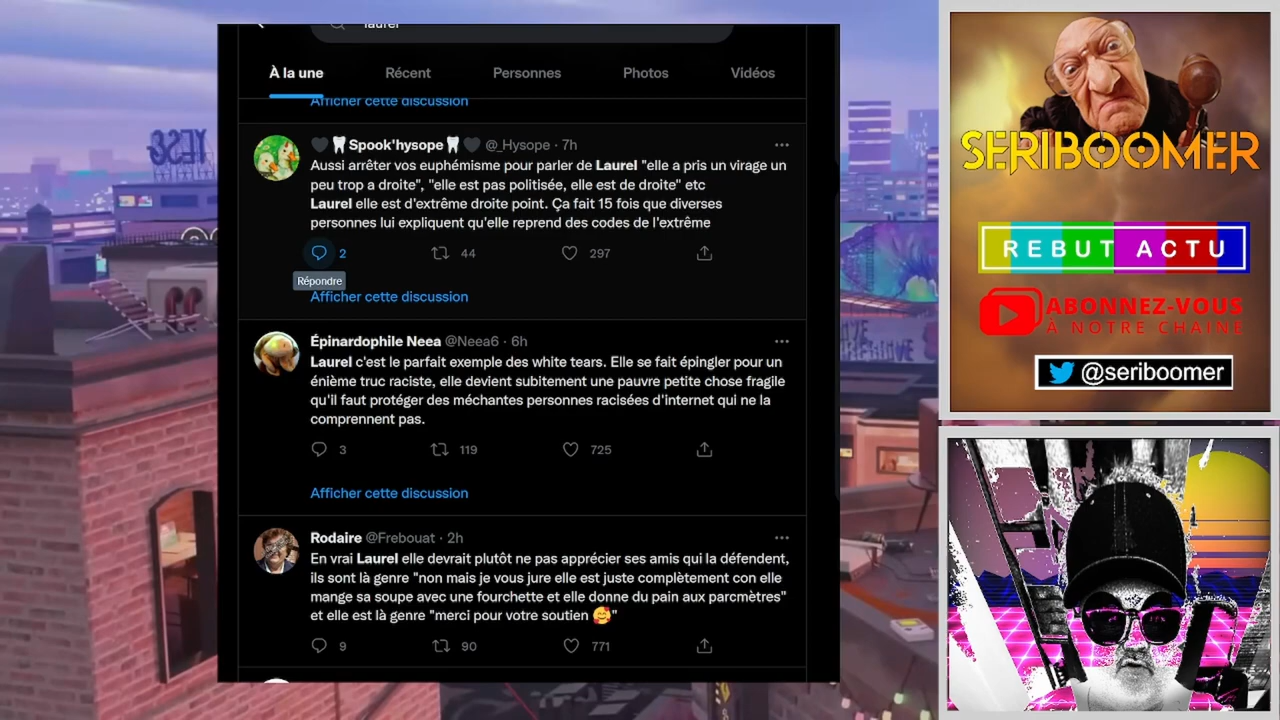 laurel
À la une
Récent
Personnes
Photos
Vidéos
Afficher cette discussion
Spook'hysope @_Hysope · 7h
Aussi arrêter vos euphémisme pour parler de Laurel "elle a pris un virage un
peu trop a droite", "elle est pas politisée, elle est de droite" etc
Laurel elle est d'extrême droite point. Ça fait 15 fois que diverses
personnes lui expliquent qu'elle reprend des codes de l'extrême
2
44
297
Répondre
Afficher cette discussion
Épinardophile Neea @Neea6 · 6h
Laurel c'est le parfait exemple des white tears. Elle se fait épingler pour un
énième truc raciste, elle devient subitement une pauvre petite chose fragile
qu'il faut protéger des méchantes personnes racisées d'internet qui ne la
comprennent pas.
3
119
725
Afficher cette discussion
Rodaire @Frebouat · 2h
En vrai Laurel elle devrait plutôt ne pas apprécier ses amis qui la défendent,
ils sont là genre "non mais je vous jure elle est juste complètement con elle
mange sa soupe avec une fourchette et elle donne du pain aux parcmètres"
et elle est là genre "merci pour votre soutien 🥰"
90
771
SERIBOOMER
REBUT ACTU
ABONNEZ-VOUS
À NOTRE CHAINE
@seriboomer